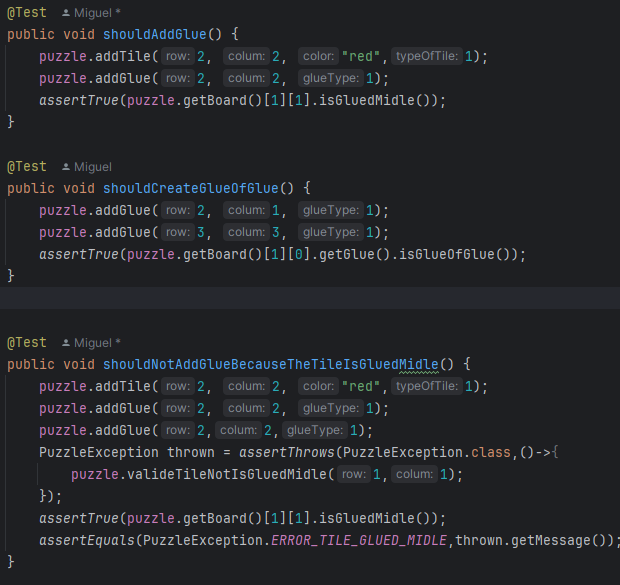 @Test Miguel *
public void shouldAddGlue() {
puzzle.addTile( row: 2, colum: 2, color: "red", typeOfTile: 1);
puzzle.addGlue( row: 2, colum: 2, glueType: 1);
assertTrue(puzzle.getBoard()[1][1].isGluedMidle());
}
@Test Miguel
public void shouldCreateGlueOfGlue() {
puzzle.addGlue( row: 2, colum: 1, glueType: 1);
puzzle.addGlue( row: 3, colum: 3, glueType: 1);
assertTrue(puzzle.getBoard()[1][0].getGlue().isGlueOfGlue());
}
@Test Miguel *
public void shouldNotAddGlueBecauseTheTileIsGluedMidle() {
puzzle.addTile( row: 2, colum: 2, color: "red", typeOfTile: 1);
puzzle.addGlue( row: 2, colum: 2, glueType: 1);
puzzle.addGlue( row: 2, colum: 2, glueType: 1);
PuzzleException thrown = assertThrows(PuzzleException.class,()->{
puzzle.valideTileNotIsGluedMidle( row: 1, colum: 1);
});
assertTrue(puzzle.getBoard()[1][1].isGluedMidle());
assertEquals(PuzzleException.ERROR_TILE_GLUED_MIDLE,thrown.getMessage());
}